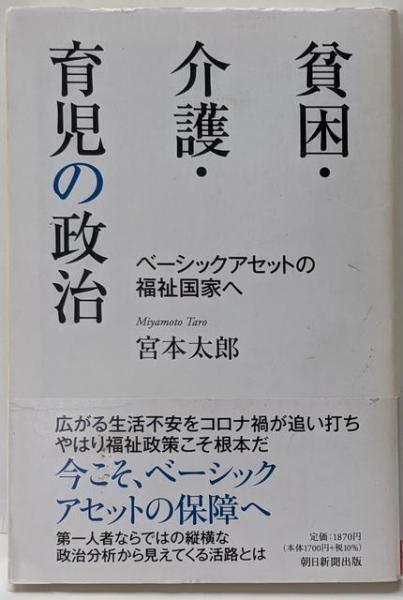 貧困・
介護・
育児の政治
ベーシックアセットの
福祉国家へ
Miyamoto Taro
宮本太郎
広がる生活不安をコロナ禍が追い打ち
やはり福祉政策こそ根本だ
今こそ、ベーシック
アセットの保障へ
第一人者ならではの縦横な
政治分析から見えてくる活路とは
定価：1870円
（本体1700円＋税10%）
朝日新聞出版